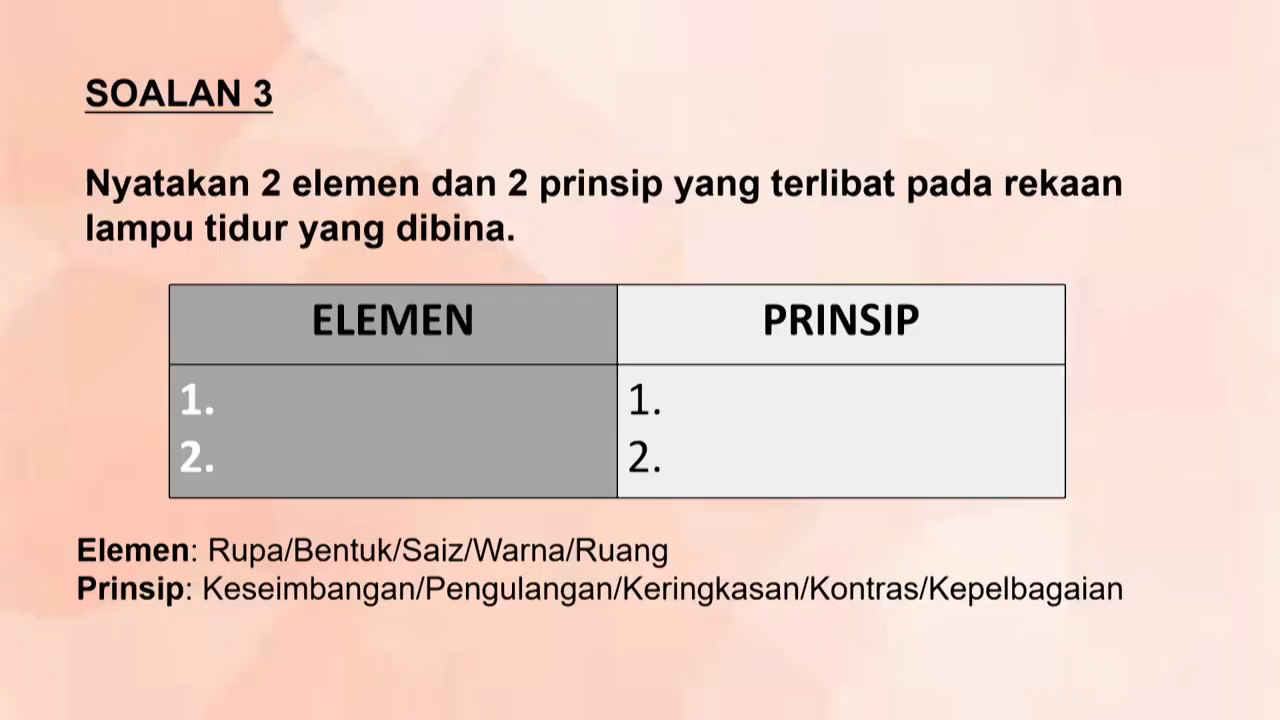 SOALAN 3
Nyatakan 2 elemen dan 2 prinsip yang terlibat pada rekaan
lampu tidur yang dibina.
ELEMEN
PRINSIP
1.
2.
1.
2.
Elemen: Rupa/Bentuk/Saiz/Warna/Ruang
Prinsip: Keseimbangan/Pengulangan/Keringkasan/Kontras/Kepelbagaian